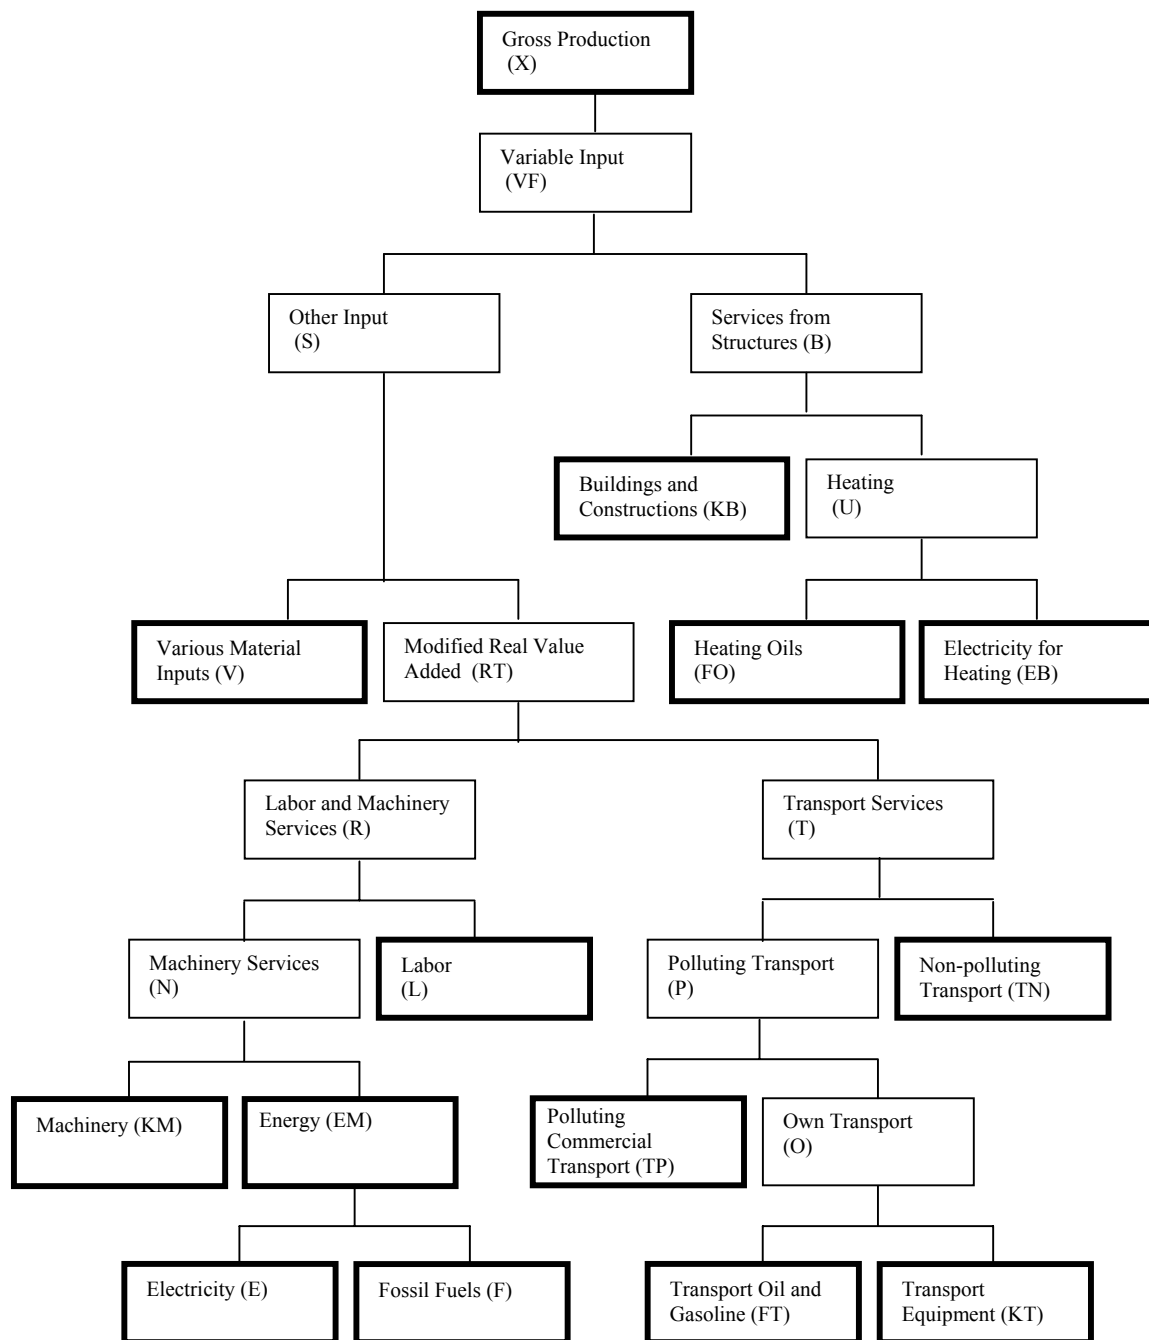 Gross Production
(X)
Variable Input
(VF)
Other Input
(S)
Services from
Structures (B)
Buildings and
Constructions (KB)
Heating
(U)
Various Material
Inputs (V)
Modified Real Value
Added (RT)
Heating Oils
(FO)
Electricity for
Heating (EB)
Labor and Machinery
Services (R)
Transport Services
(T)
Machinery Services
(N)
Labor
(L)
Polluting Transport
(P)
Non-polluting
Transport (TN)
Machinery (KM)
Energy (EM)
Polluting
Commercial
Transport (TP)
Own Transport
(O)
Electricity (E)
Fossil Fuels (F)
Transport Oil and
Gasoline (FT)
Transport
Equipment (KT)